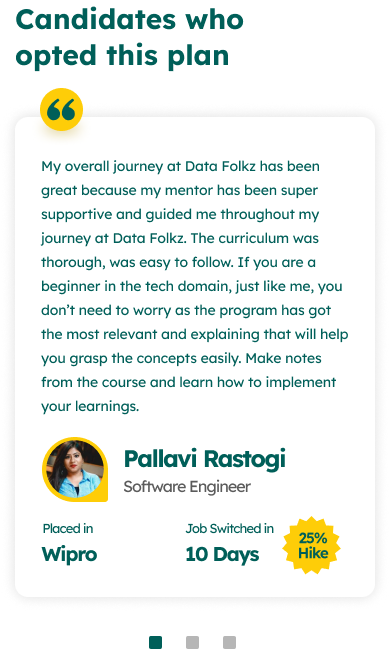 Candidates who
opted this plan
“
My overall journey at Data Folkz has been
great because my mentor has been super
supportive and guided me throughout my
journey at Data Folkz. The curriculum was
thorough, was easy to follow. If you are a
beginner in the tech domain, just like me, you
don’t need to worry as the program has got
the most relevant and explaining that will help
you grasp the concepts easily. Make notes
from the course and learn how to implement
your learnings.
Pallavi Rastogi
Software Engineer
Placed in
Wipro
Job Switched in
10 Days
25%
Hike